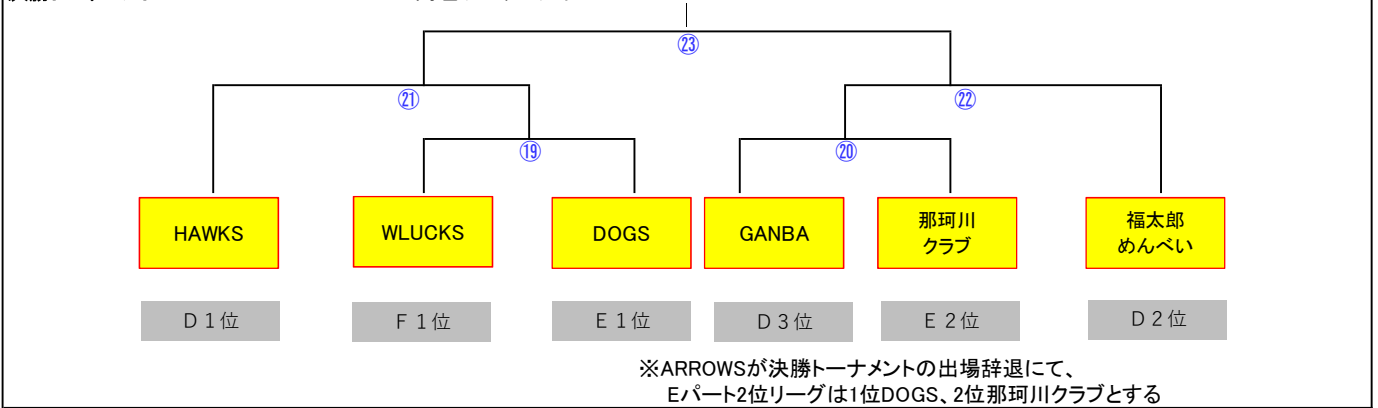 ㉓
㉑
㉒
⑲
⑳
HAWKS
WLUCKS
DOGS
GANBA
那珂川
クラブ
福太郎
めんべい
D1位
F1位
E1位
D3位
E2位
D2位
※ARROWSが決勝トーナメントの出場辞退にて、
Eパート2位リーグは1位DOGS、2位那珂川クラブとする